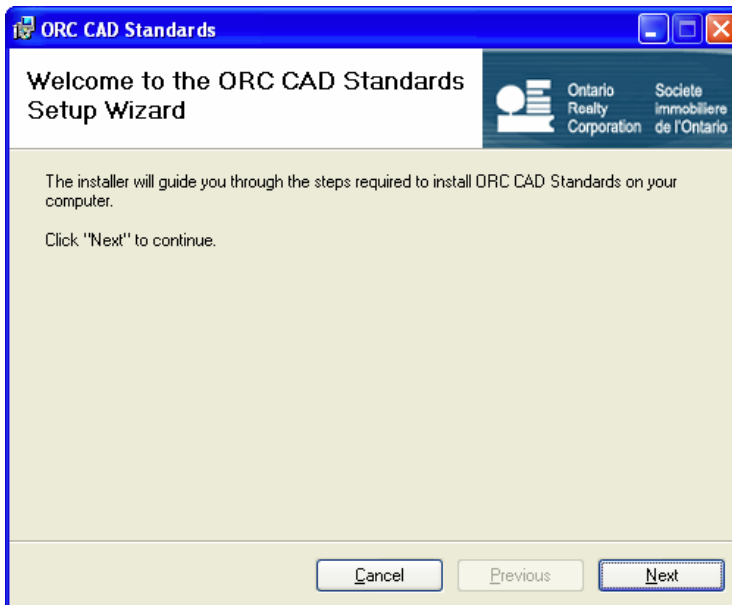 ORC CAD Standards
Welcome to the ORC CAD Standards
Setup Wizard
Ontario
Realty
Corporation
Societe
immobiliere
de l'Ontario
The installer will guide you through the steps required to install ORC CAD Standards on your
computer.
Click "Next" to continue.
Cancel
Previous
Next